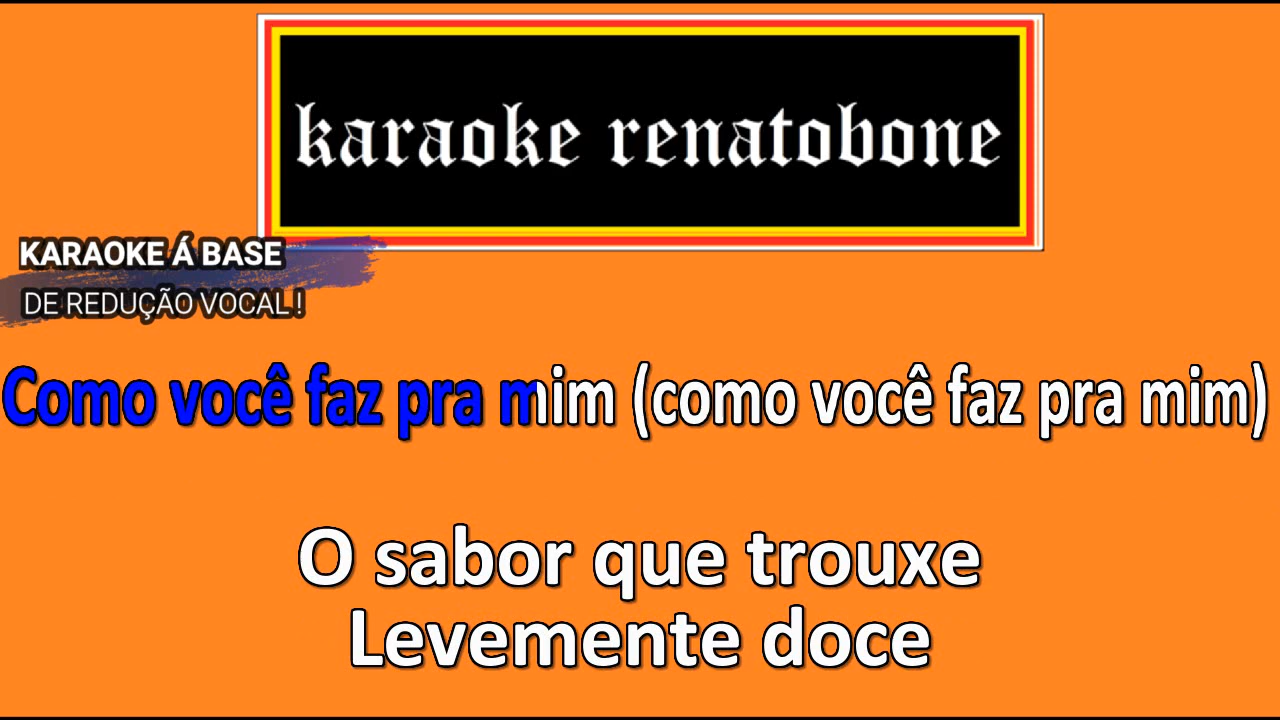 karaoke renatobone
KARAOKE Á BASE
DE REDUÇÃO VOCAL !
Como você faz pra mim (como você faz pra mim)
O sabor que trouxe
Levemente doce